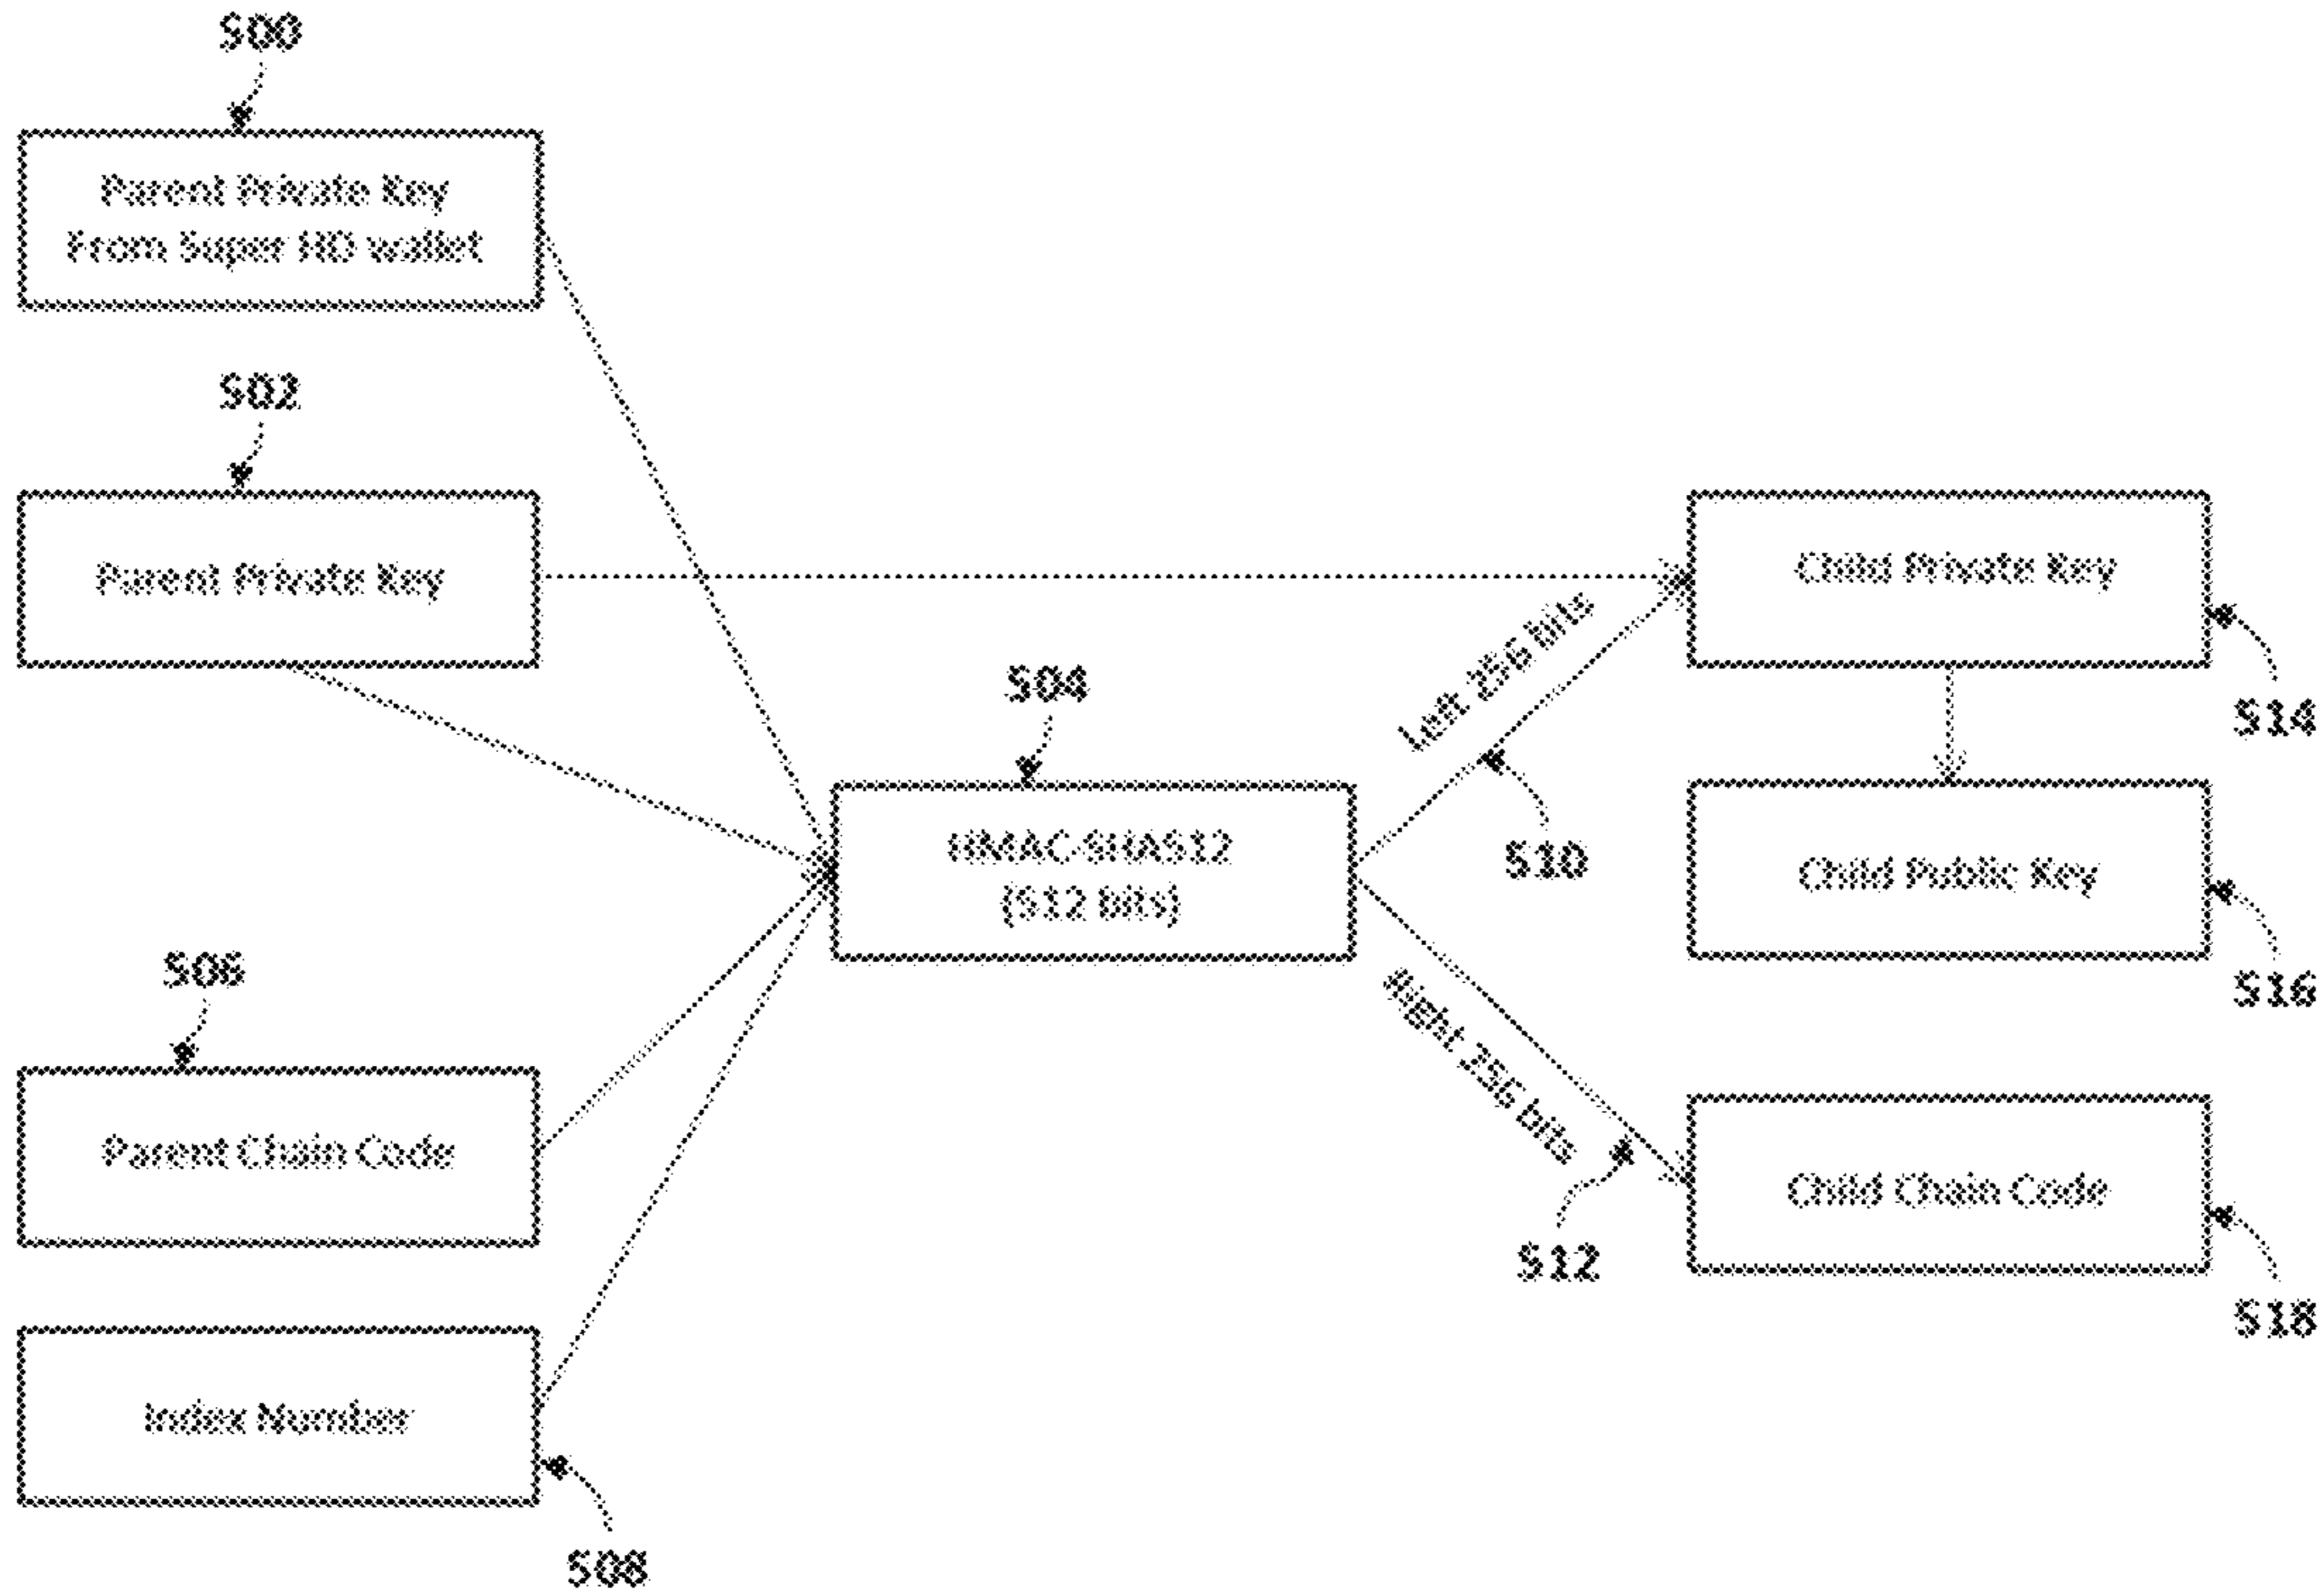 500
Parent Private Key
From Super HD wallet
502
Parent Private Key
504
HMAC-SHA512
(512 bits)
506
Parent Chain Code
Index Number
508
Left 256 bits
510
Right 256 bits
512
Child Private Key
514
Child Public Key
516
Child Chain Code
518